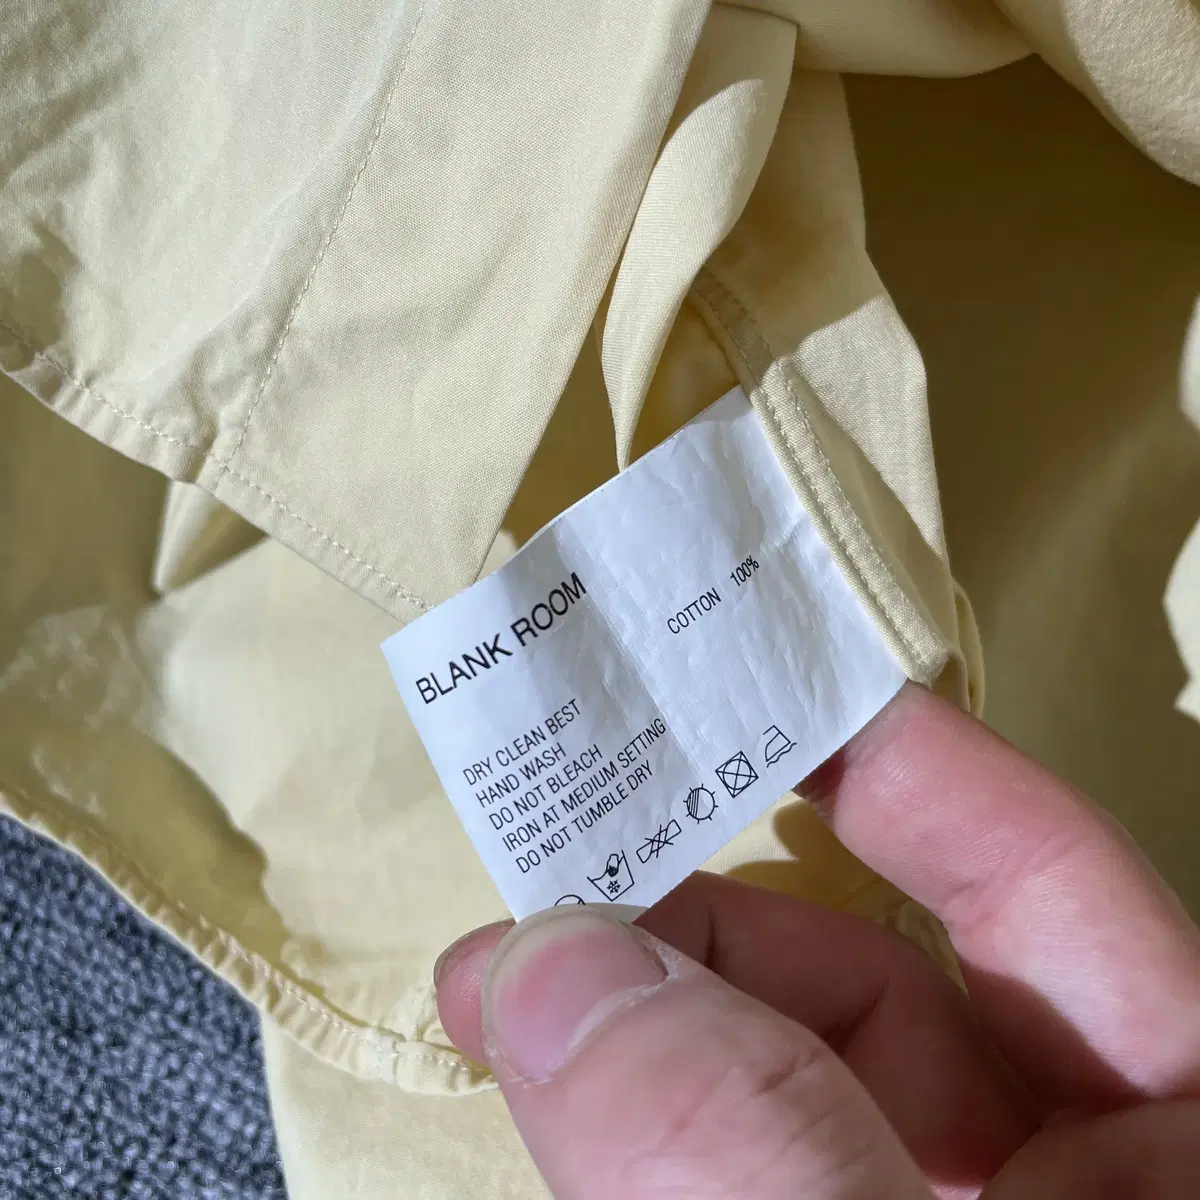 BLANK ROOM
COTTON 100%
DRY CLEAN BEST
HAND WASH
DO NOT BLEACH
IRON AT MEDIUM SETTING
DO NOT TUMBLE DRY